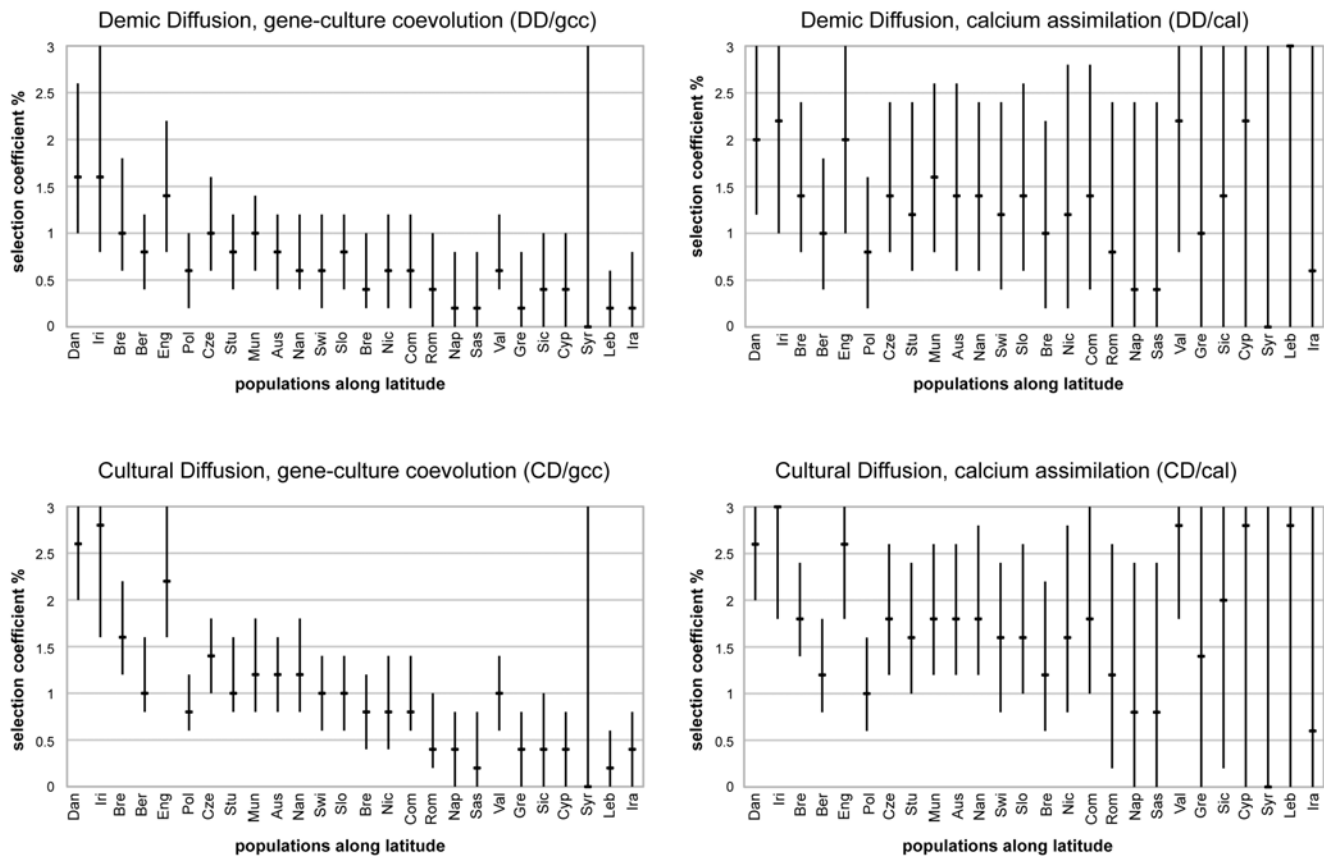 Demic Diffusion, gene-culture coevolution (DD/gcc)
3
2.5
2
1.5
1
0.5
0
selection coefficient %
Dan Iri Bre Ber Eng Pol Cze Stu Mun Aus Nan Swi Slo Bre Nic Com Rom Nap Sas Val Gre Sic Cyp Syr Leb Ira
populations along latitude
Demic Diffusion, calcium assimilation (DD/cal)
3
2.5
2
1.5
1
0.5
0
selection coefficient %
Dan Iri Bre Ber Eng Pol Cze Stu Mun Aus Nan Swi Slo Bre Nic Com Rom Nap Sas Val Gre Sic Cyp Syr Leb Ira
populations along latitude
Cultural Diffusion, gene-culture coevolution (CD/gcc)
3
2.5
2
1.5
1
0.5
0
selection coefficient %
Dan Iri Bre Ber Eng Pol Cze Stu Mun Aus Nan Swi Slo Bre Nic Com Rom Nap Sas Val Gre Sic Cyp Syr Leb Ira
populations along latitude
Cultural Diffusion, calcium assimilation (CD/cal)
3
2.5
2
1.5
1
0.5
0
selection coefficient %
Dan Iri Bre Ber Eng Pol Cze Stu Mun Aus Nan Swi Slo Bre Nic Com Rom Nap Sas Val Gre Sic Cyp Syr Leb Ira
populations along latitude